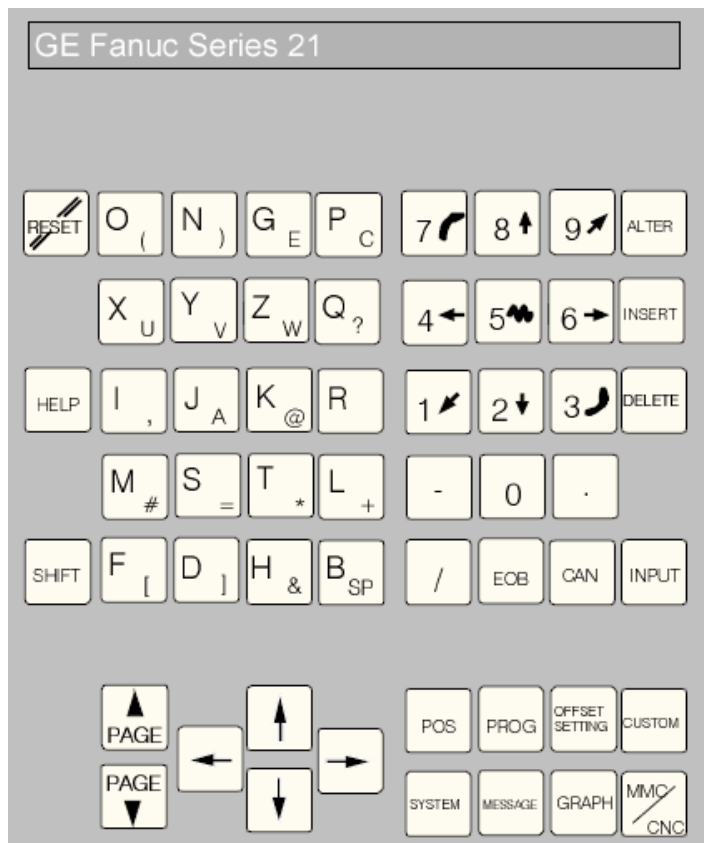 GE Fanuc Series 21
RESET O ( N ) G E P C 7 8 9 ALTER
X U Y V Z W Q ? 4 5 6 INSERT
HELP I , J A K @ R 1 2 3 DELETE
M # S = T * L + - 0 .
SHIFT F [ D ] H & B SP / EOB CAN INPUT
PAGE POS PROG OFFSET SETTING CUSTOM
PAGE SYSTEM MESSAGE GRAPH MMC/CNC